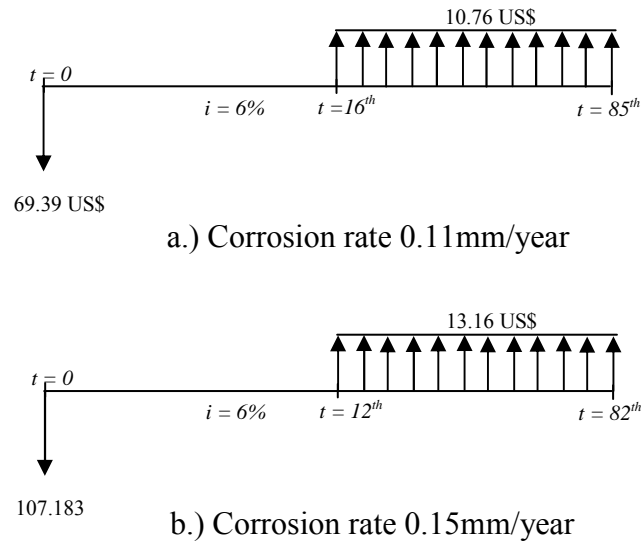 10.76 US$
t = 0
i = 6%
t =16th
t = 85th
69.39 US$
a.) Corrosion rate 0.11mm/year
13.16 US$
t = 0
i = 6%
t = 12th
t = 82th
107.183
b.) Corrosion rate 0.15mm/year